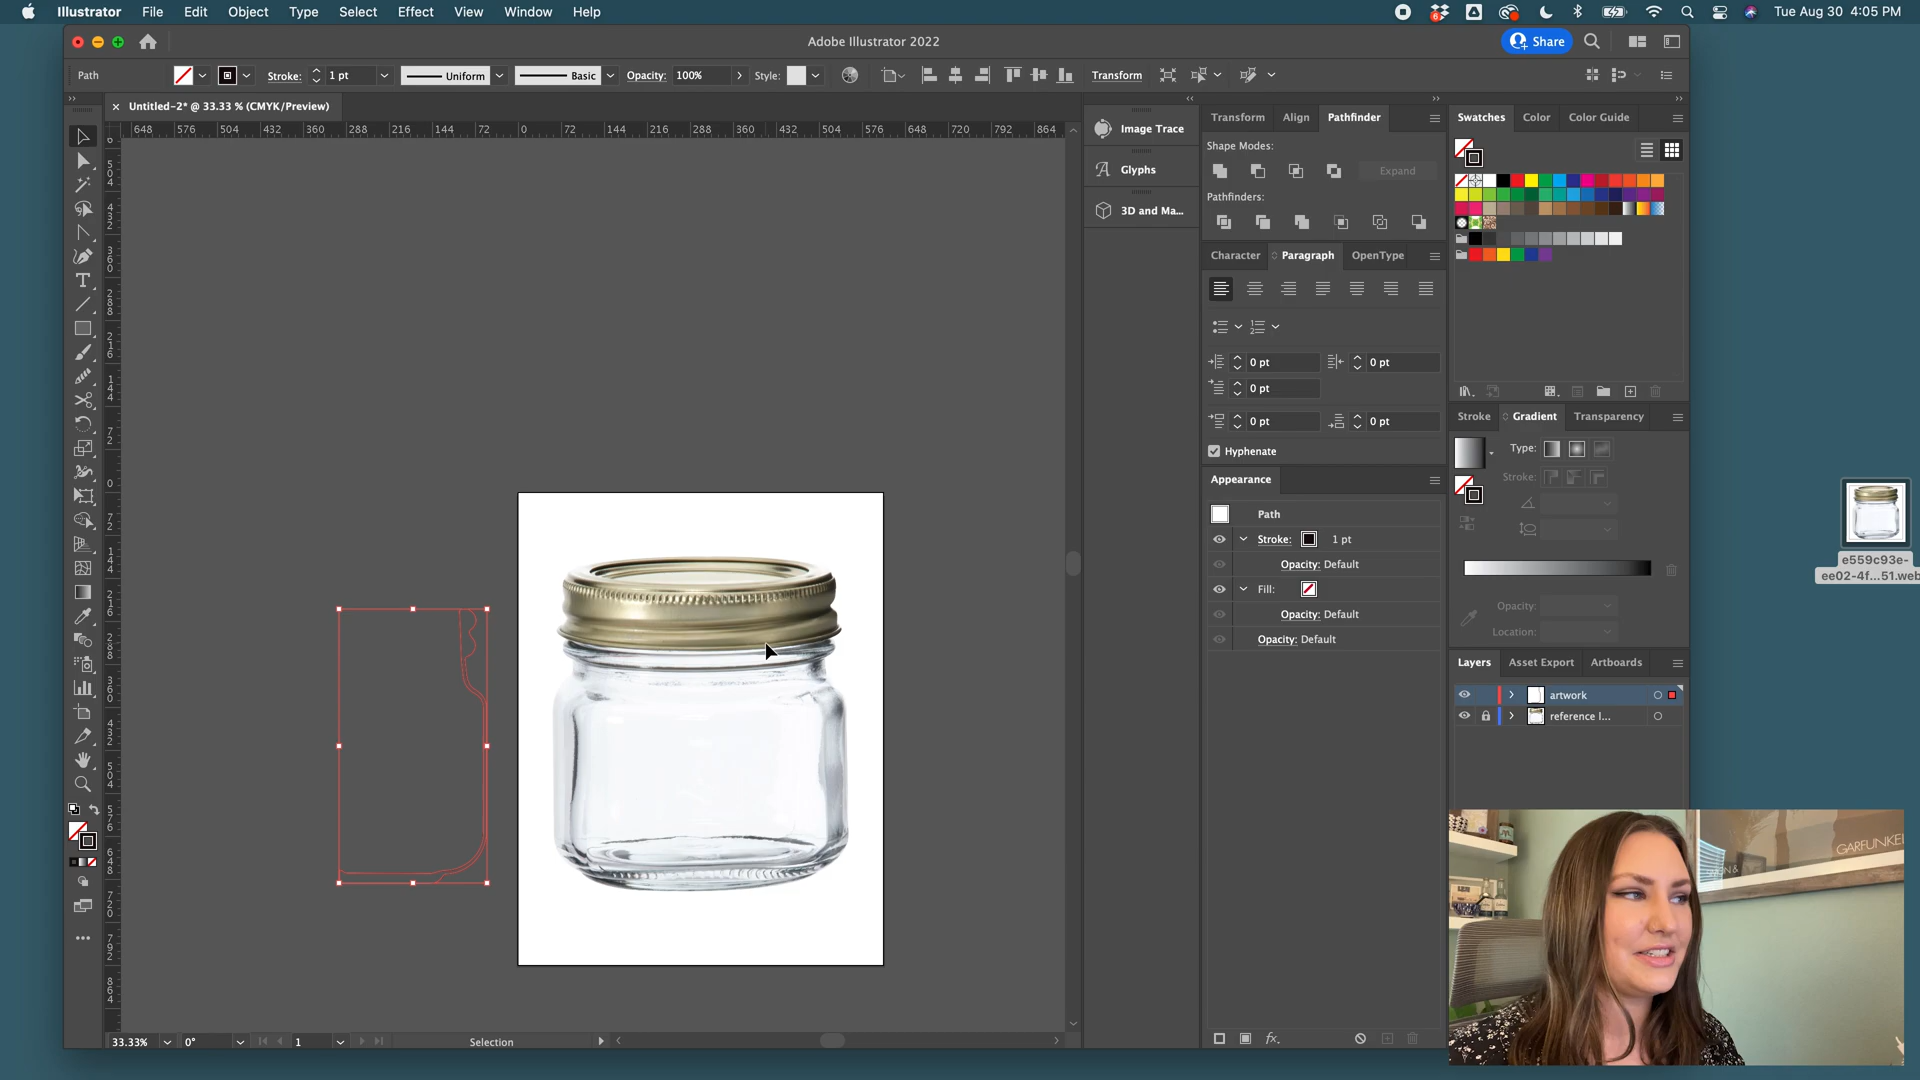 Illustrator File Edit Object Type Select Effect View Window Help
6
Tue Aug 30 4:05 PM
Adobe Illustrator 2022
Share
Path
Stroke: 1 pt
Uniform
Basic
Opacity: 100%
Style:
Transform
Untitled-2* @ 33.33 % (CMYK/Preview)
648 576 504 432 360 288 216 144 72 0 72 144 216 288 360 432 504 576 648 720 792 864
Image Trace
Glyphs
3D and Ma...
Transform Align Pathfinder
Shape Modes:
Expand
Pathfinders:
Character Paragraph OpenType
0 pt 0 pt
0 pt
0 pt 0 pt
Hyphenate
Appearance
Path
Stroke: 1 pt
Opacity: Default
Fill:
Opacity: Default
Opacity: Default
fx.
Swatches Color Color Guide
Stroke Gradient Transparency
Type:
Stroke:
Opacity:
Location:
Layers Asset Export Artboards
artwork
reference I...
e559c93e-
ee02-4f...51.web
GARFUNKE
33.33% 0° 1 Selection